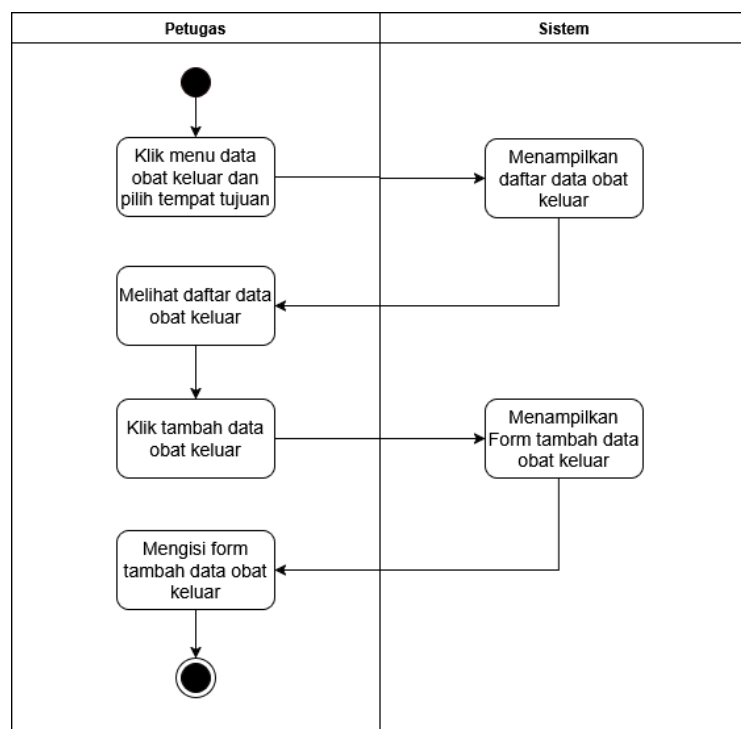 Petugas
Sistem
Klik menu data
obat keluar dan
pilih tempat tujuan
Menampilkan
daftar data obat
keluar
Melihat daftar data
obat keluar
Klik tambah data
obat keluar
Menampilkan
Form tambah data
obat keluar
Mengisi form
tambah data obat
keluar